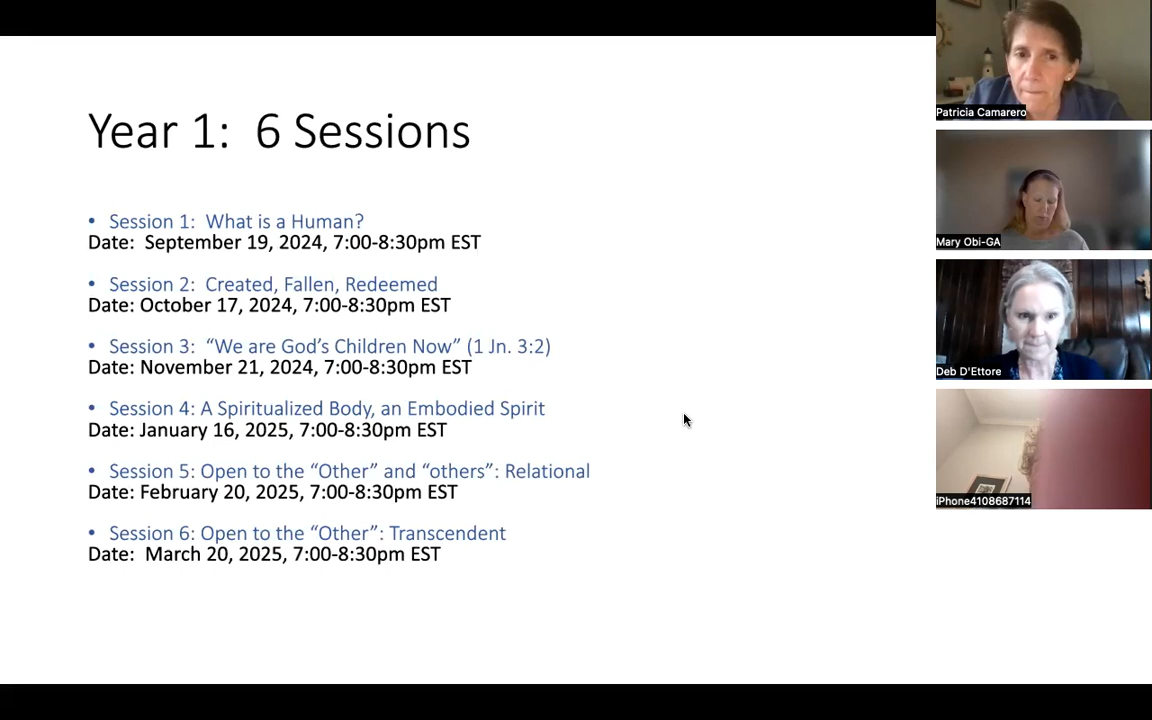 Year 1:  6 Sessions
• Session 1:  What is a Human?
Date:  September 19, 2024, 7:00-8:30pm EST
• Session 2:  Created, Fallen, Redeemed
Date: October 17, 2024, 7:00-8:30pm EST
• Session 3:  “We are God’s Children Now” (1 Jn. 3:2)
Date: November 21, 2024, 7:00-8:30pm EST
• Session 4: A Spiritualized Body, an Embodied Spirit
Date: January 16, 2025, 7:00-8:30pm EST
• Session 5: Open to the “Other” and “others”: Relational
Date: February 20, 2025, 7:00-8:30pm EST
• Session 6: Open to the “Other”: Transcendent
Date:  March 20, 2025, 7:00-8:30pm EST
Patricia Camarero
Mary Obi-GA
Deb D'Ettore
iPhone4108687114